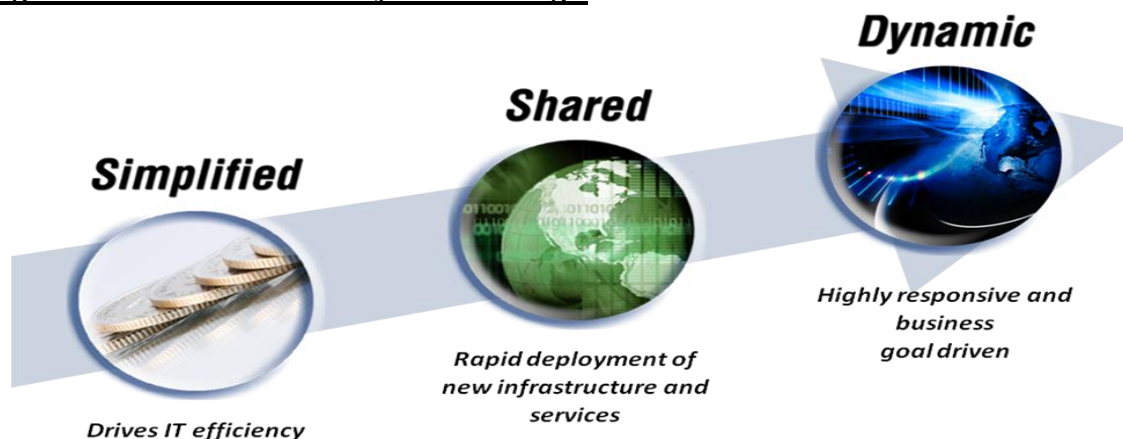 Simplified
Drives IT efficiency
Shared
Rapid deployment of
new infrastructure and
services
Dynamic
Highly responsive and
business
goal driven